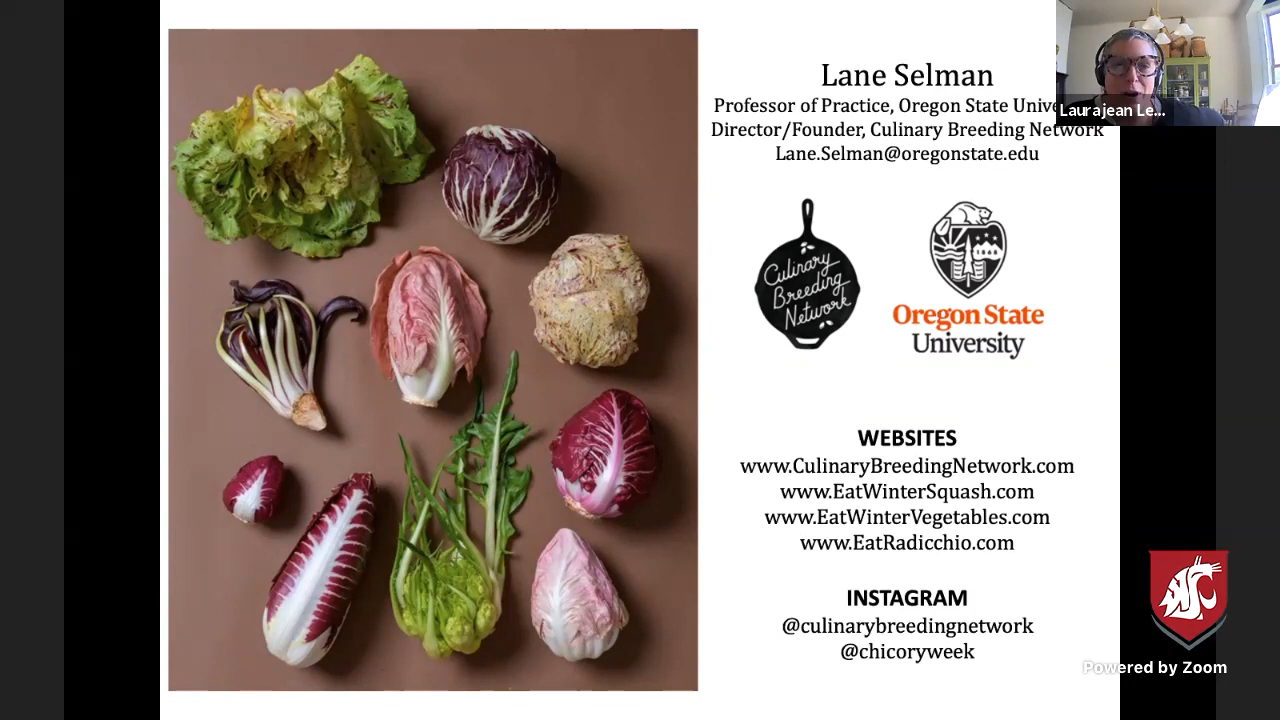 Lane Selman
Professor of Practice, Oregon State Unive
Director/Founder, Culinary Breeding Network
Lane.Selman@oregonstate.edu
Laurajean Le...
Culinary
Breeding
Network
Oregon State
University
WEBSITES
www.CulinaryBreedingNetwork.com
www.EatWinterSquash.com
www.EatWinterVegetables.com
www.EatRadicchio.com
INSTAGRAM
@culinarybreedingnetwork
@chicoryweek
Powered by Zoom